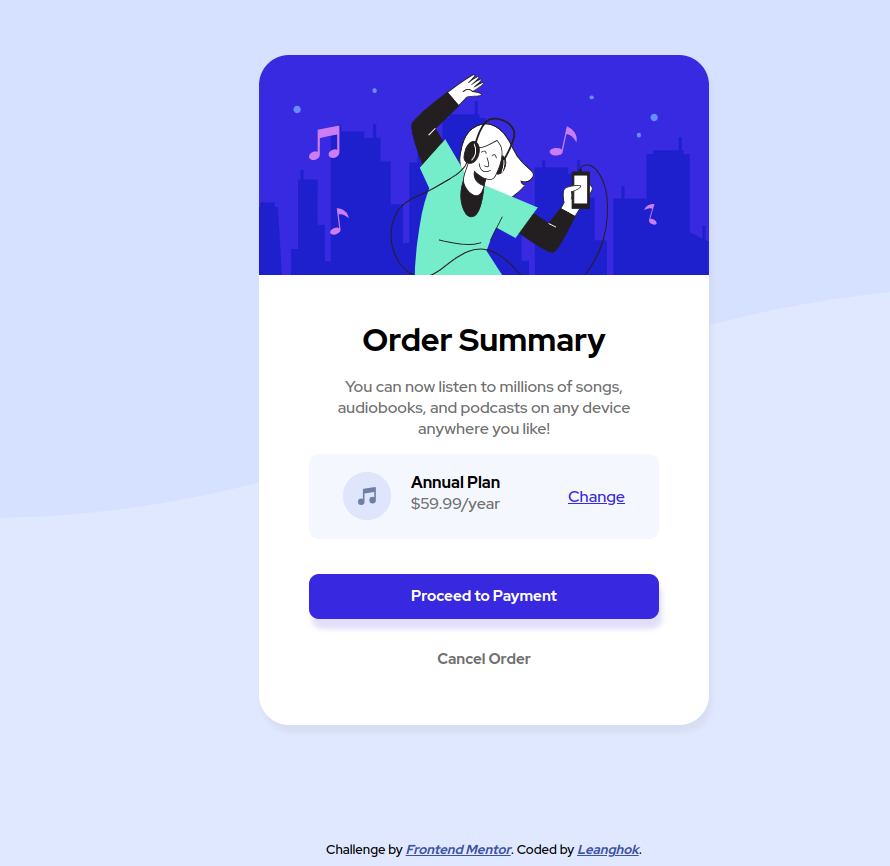 Order Summary
You can now listen to millions of songs,
audiobooks, and podcasts on any device
anywhere you like!
Annual Plan
$59.99/year
Change
Proceed to Payment
Cancel Order
Challenge by Frontend Mentor. Coded by Leanghok.